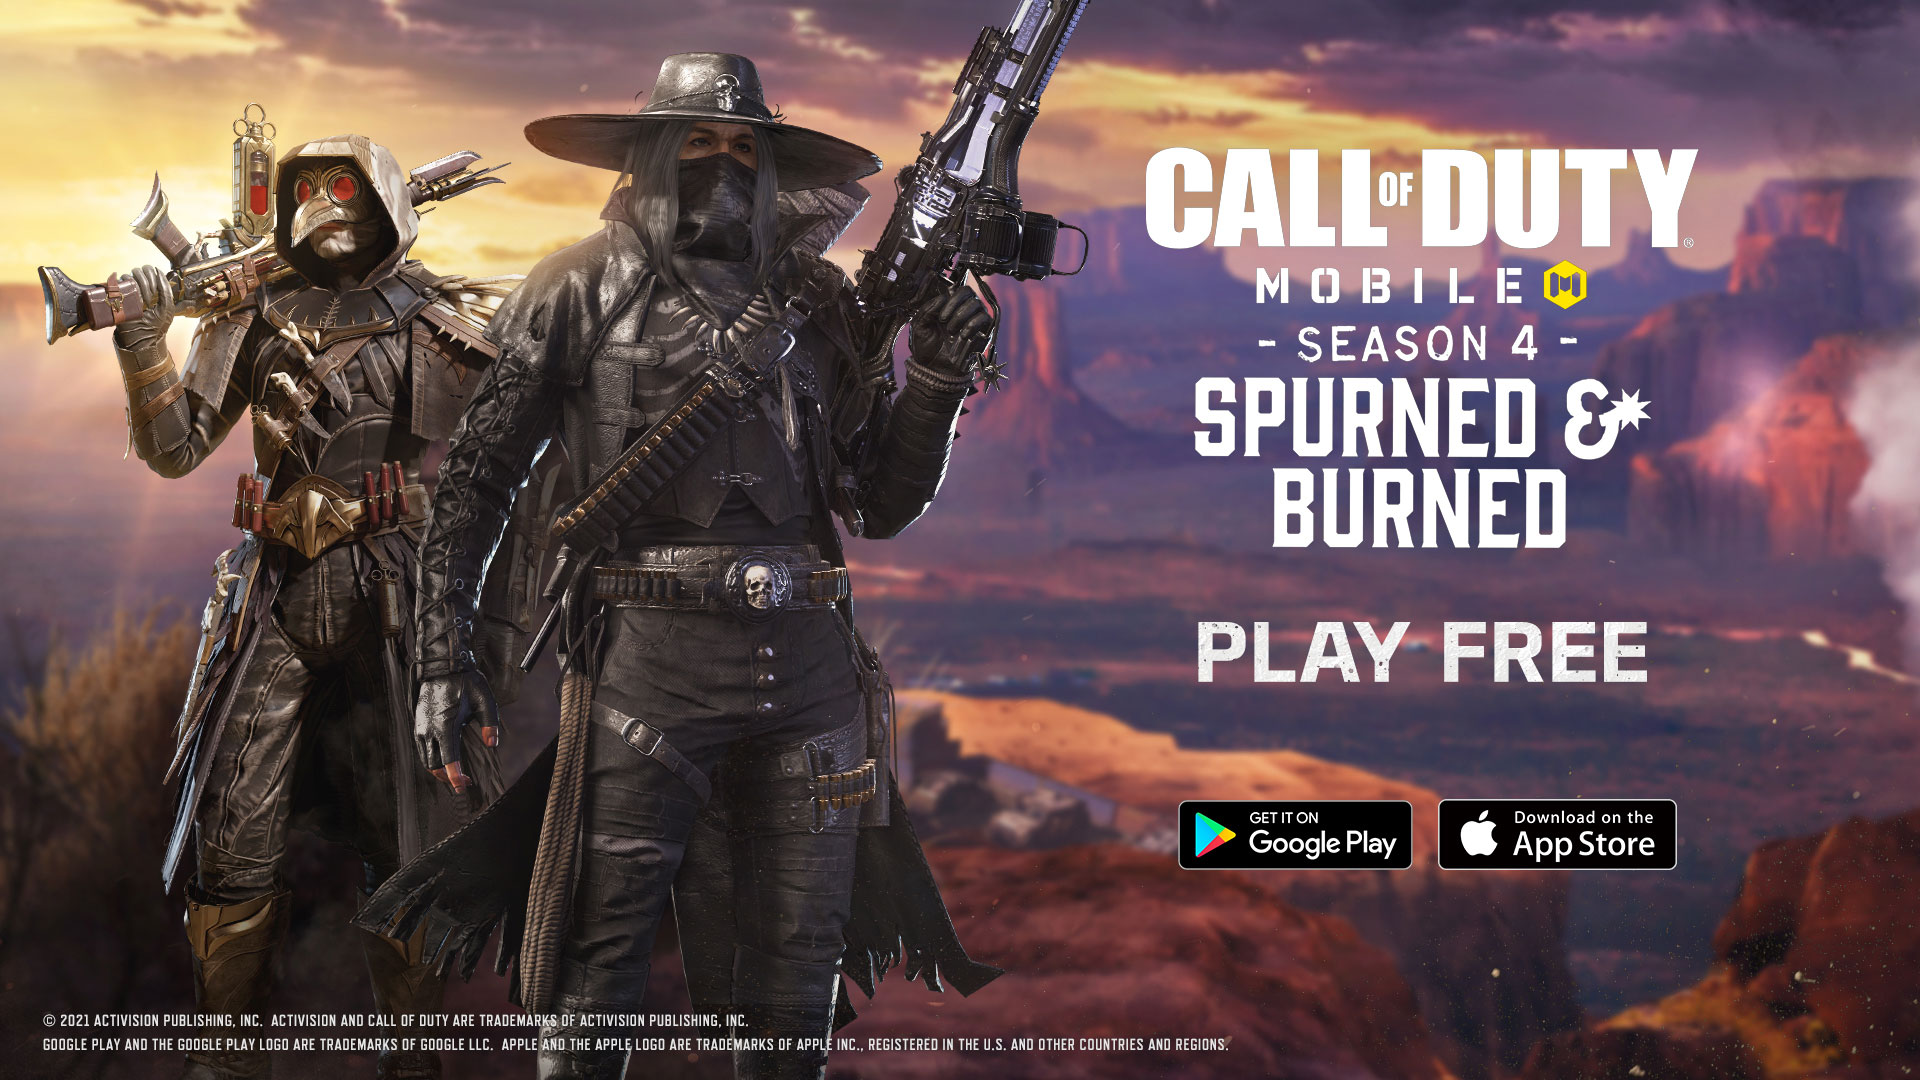 CALL OF DUTY®
MOBILE
- SEASON 4 -
SPURNED &
BURNED
PLAY FREE
GET IT ON
Google Play
Download on the
App Store
© 2021 ACTIVISION PUBLISHING, INC. ACTIVISION AND CALL OF DUTY ARE TRADEMARKS OF ACTIVISION PUBLISHING, INC.
GOOGLE PLAY AND THE GOOGLE PLAY LOGO ARE TRADEMARKS OF GOOGLE LLC. APPLE AND THE APPLE LOGO ARE TRADEMARKS OF APPLE INC., REGISTERED IN THE U.S. AND OTHER COUNTRIES AND REGIONS.